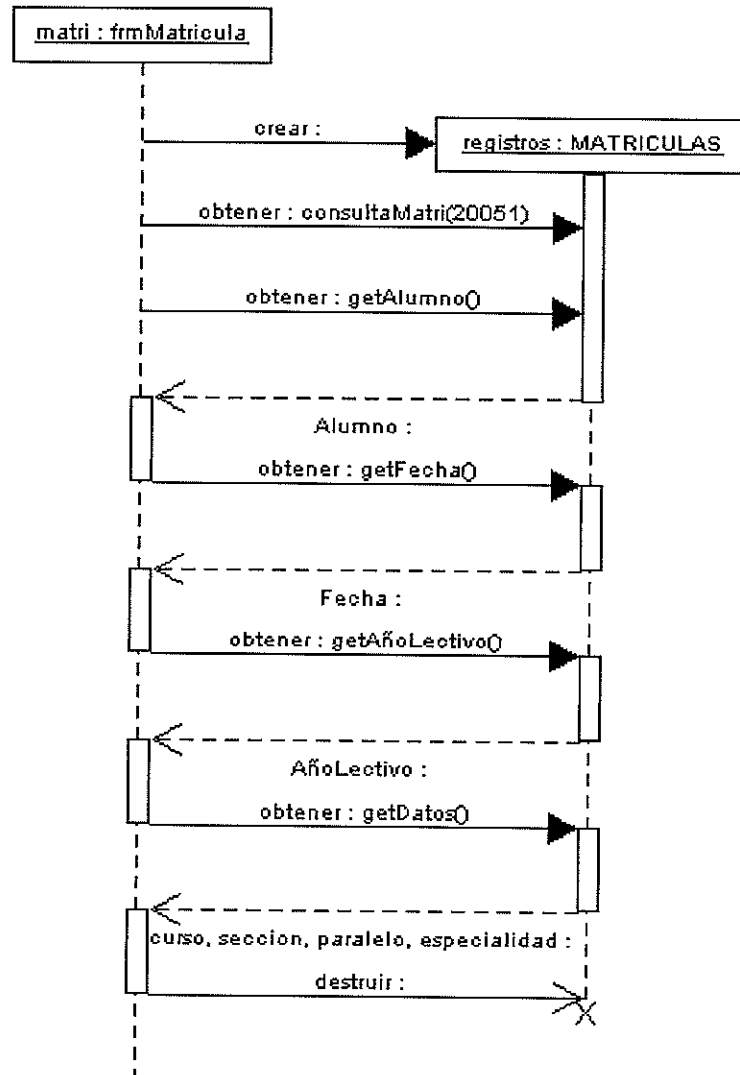 matri : frmMatricula
crear :
registros : MATRICULAS
obtener : consultaMatri(20051)
obtener : getAlumno()
Alumno :
obtener : getFecha()
Fecha :
obtener : getAñoLectivo()
AñoLectivo :
obtener : getDatos()
curso, seccion, paralelo, especialidad :
destruir :